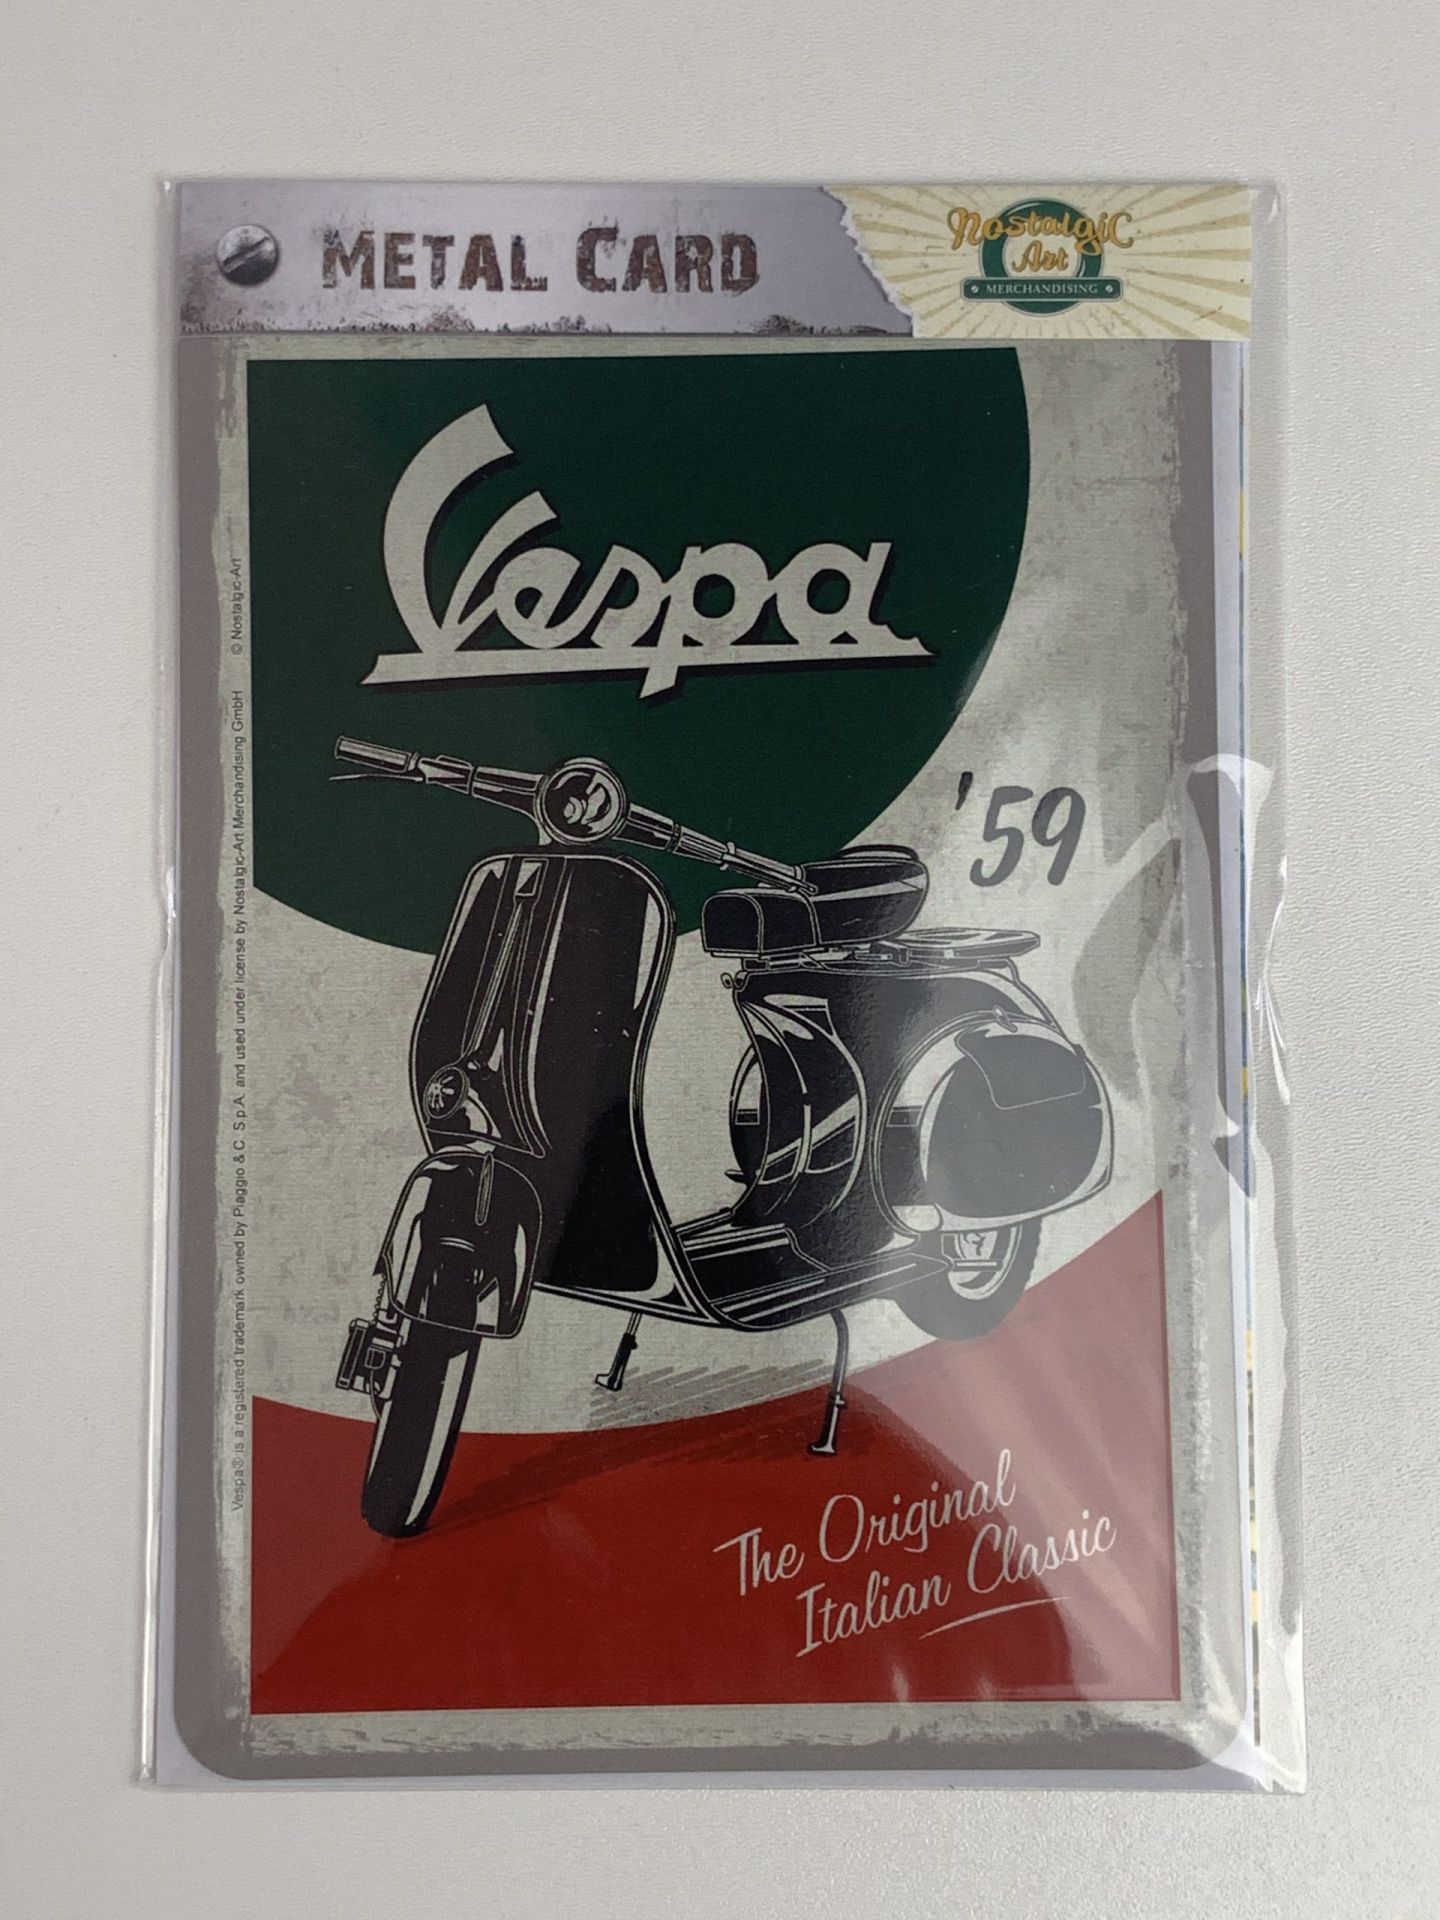 METAL CARD
Nostalgic
Art
MERCHANDISING
Vespa
'59
The Original
Italian Classic
Vespa® is a registered trademark owned by Piaggio & C. S.p.A. and used under license by Nostalgic-Art Merchandising GmbH © Nostalgic-Art